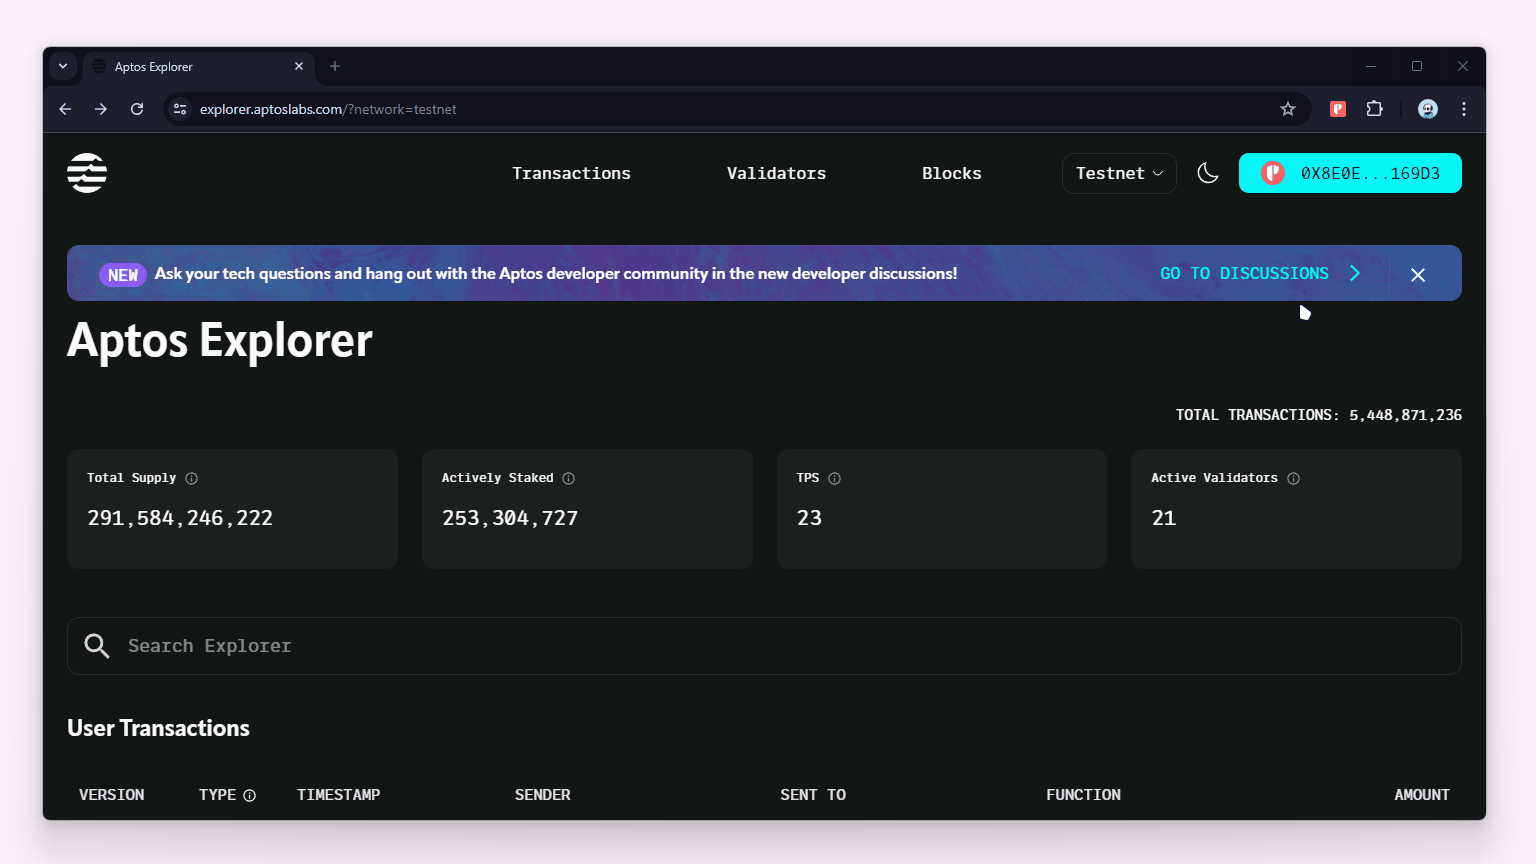 Aptos Explorer
explorer.aptoslabs.com/?network=testnet
Transactions
Validators
Blocks
Testnet
0X8E0E...169D3
NEW
Ask your tech questions and hang out with the Aptos developer community in the new developer discussions!
GO TO DISCUSSIONS
Aptos Explorer
TOTAL TRANSACTIONS: 5,448,871,236
Total Supply
291,584,246,222
Actively Staked
253,304,727
TPS
23
Active Validators
21
Search Explorer
User Transactions
VERSION TYPE TIMESTAMP SENDER SENT TO FUNCTION AMOUNT